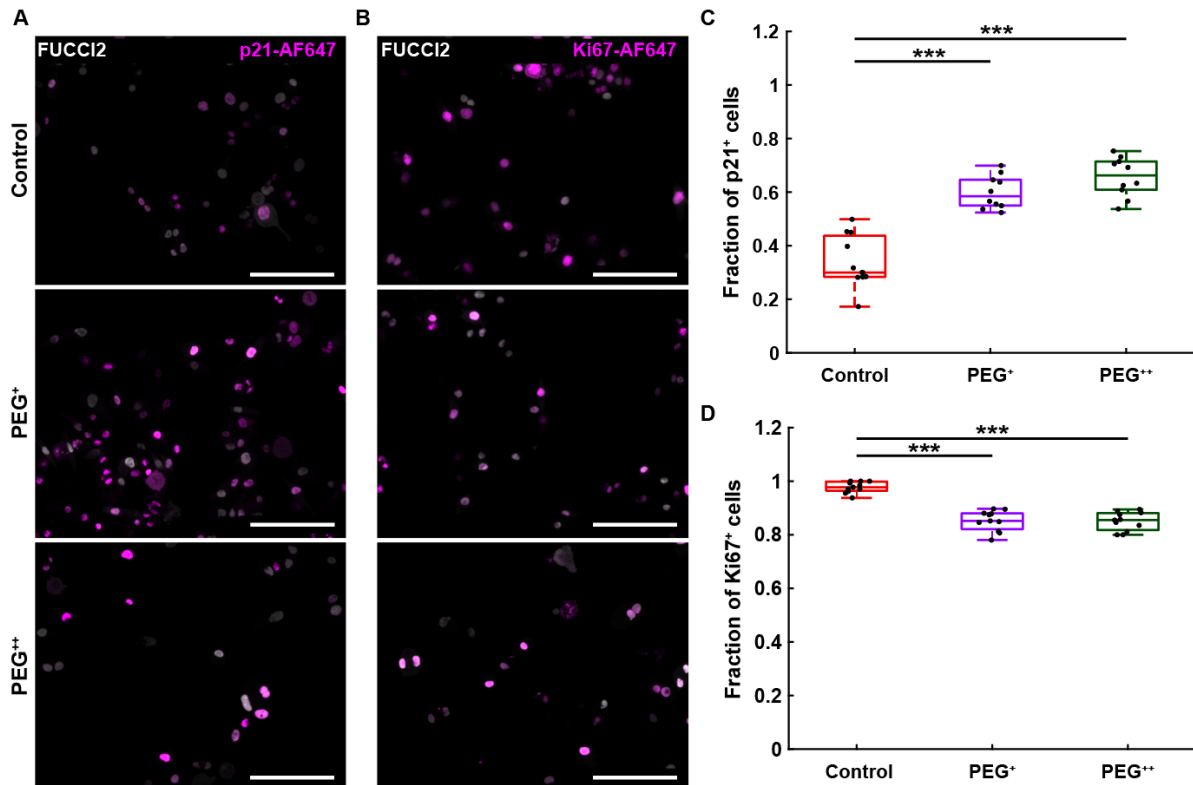 A
FUCCI2 p21-AF647
Control
PEG⁺
PEG⁺⁺
B
FUCCI2 Ki67-AF647
C
Fraction of p21⁺ cells
1.2
1
0.8
0.6
0.4
0.2
0
***
***
Control PEG⁺ PEG⁺⁺
D
Fraction of Ki67⁺ cells
1.2
1
0.8
0.6
0.4
0.2
0
***
***
Control PEG⁺ PEG⁺⁺